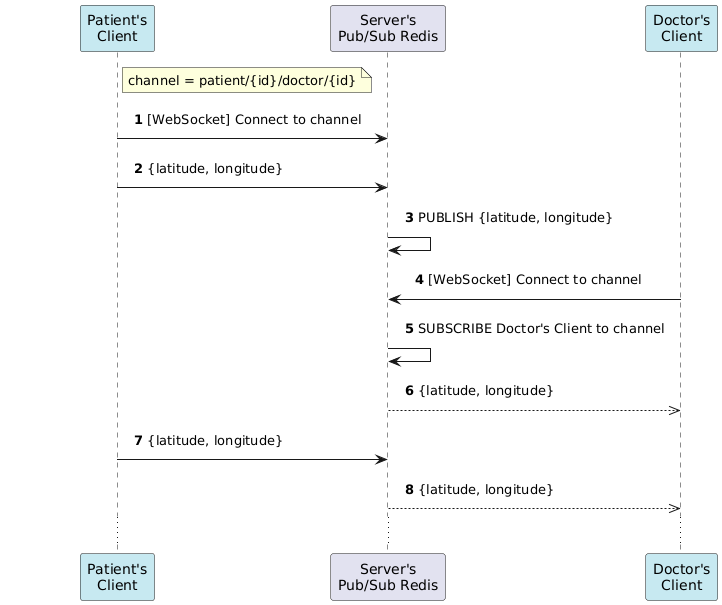 Patient's
Client
Server's
Pub/Sub Redis
Doctor's
Client
channel = patient/{id}/doctor/{id}
1 [WebSocket] Connect to channel
2 {latitude, longitude}
3 PUBLISH {latitude, longitude}
4 [WebSocket] Connect to channel
5 SUBSCRIBE Doctor's Client to channel
6 {latitude, longitude}
7 {latitude, longitude}
8 {latitude, longitude}
Patient's
Client
Server's
Pub/Sub Redis
Doctor's
Client